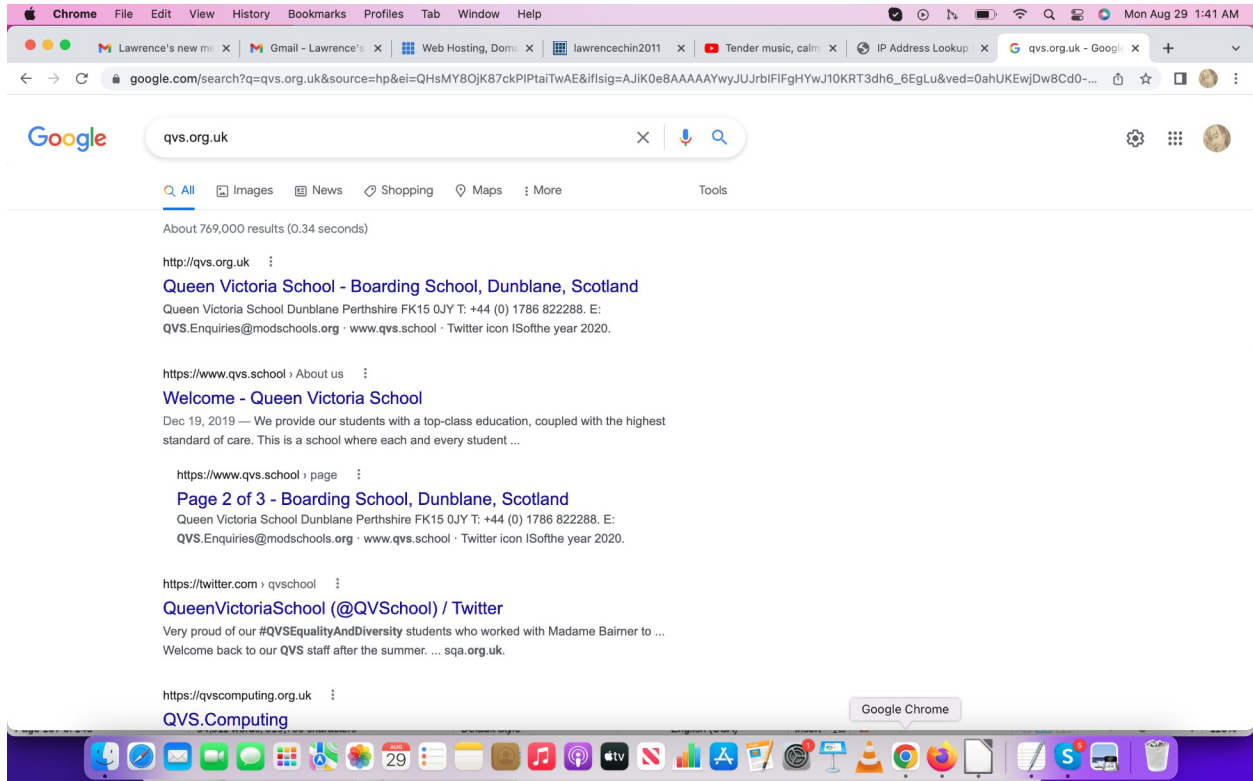 Chrome File Edit View History Bookmarks Profiles Tab Window Help Mon Aug 29 1:41 AM
Lawrence's new me Gmail - Lawrence's Web Hosting, Doma lawrencechin2011 Tender music, calm IP Address Lookup qvs.org.uk - Google
google.com/search?q=qvs.org.uk&source=hp&ei=QHsMY8OjK87ckPIPtaiTwAE&iflsig=AJiK0e8AAAAAYwyJUJrbIFlFgHYwJ10KRT3dh6_6EgLu&ved=0ahUKEwjDw8Cd0-...
Google qvs.org.uk
All Images News Shopping Maps More Tools
About 769,000 results (0.34 seconds)
http://qvs.org.uk
Queen Victoria School - Boarding School, Dunblane, Scotland
Queen Victoria School Dunblane Perthshire FK15 0JY T: +44 (0) 1786 822288. E:
QVS.Enquiries@modschools.org · www.qvs.school · Twitter icon ISofthe year 2020.
https://www.qvs.school › About us
Welcome - Queen Victoria School
Dec 19, 2019 — We provide our students with a top-class education, coupled with the highest
standard of care. This is a school where each and every student ...
https://www.qvs.school › page
Page 2 of 3 - Boarding School, Dunblane, Scotland
Queen Victoria School Dunblane Perthshire FK15 0JY T: +44 (0) 1786 822288. E:
QVS.Enquiries@modschools.org · www.qvs.school · Twitter icon ISofthe year 2020.
https://twitter.com › qvschool
QueenVictoriaSchool (@QVSchool) / Twitter
Very proud of our #QVSEqualityAndDiversity students who worked with Madame Bairner to ...
Welcome back to our QVS staff after the summer. ... sqa.org.uk.
https://qvscomputing.org.uk
QVS.Computing
Google Chrome
AUG
29
tv
1
5